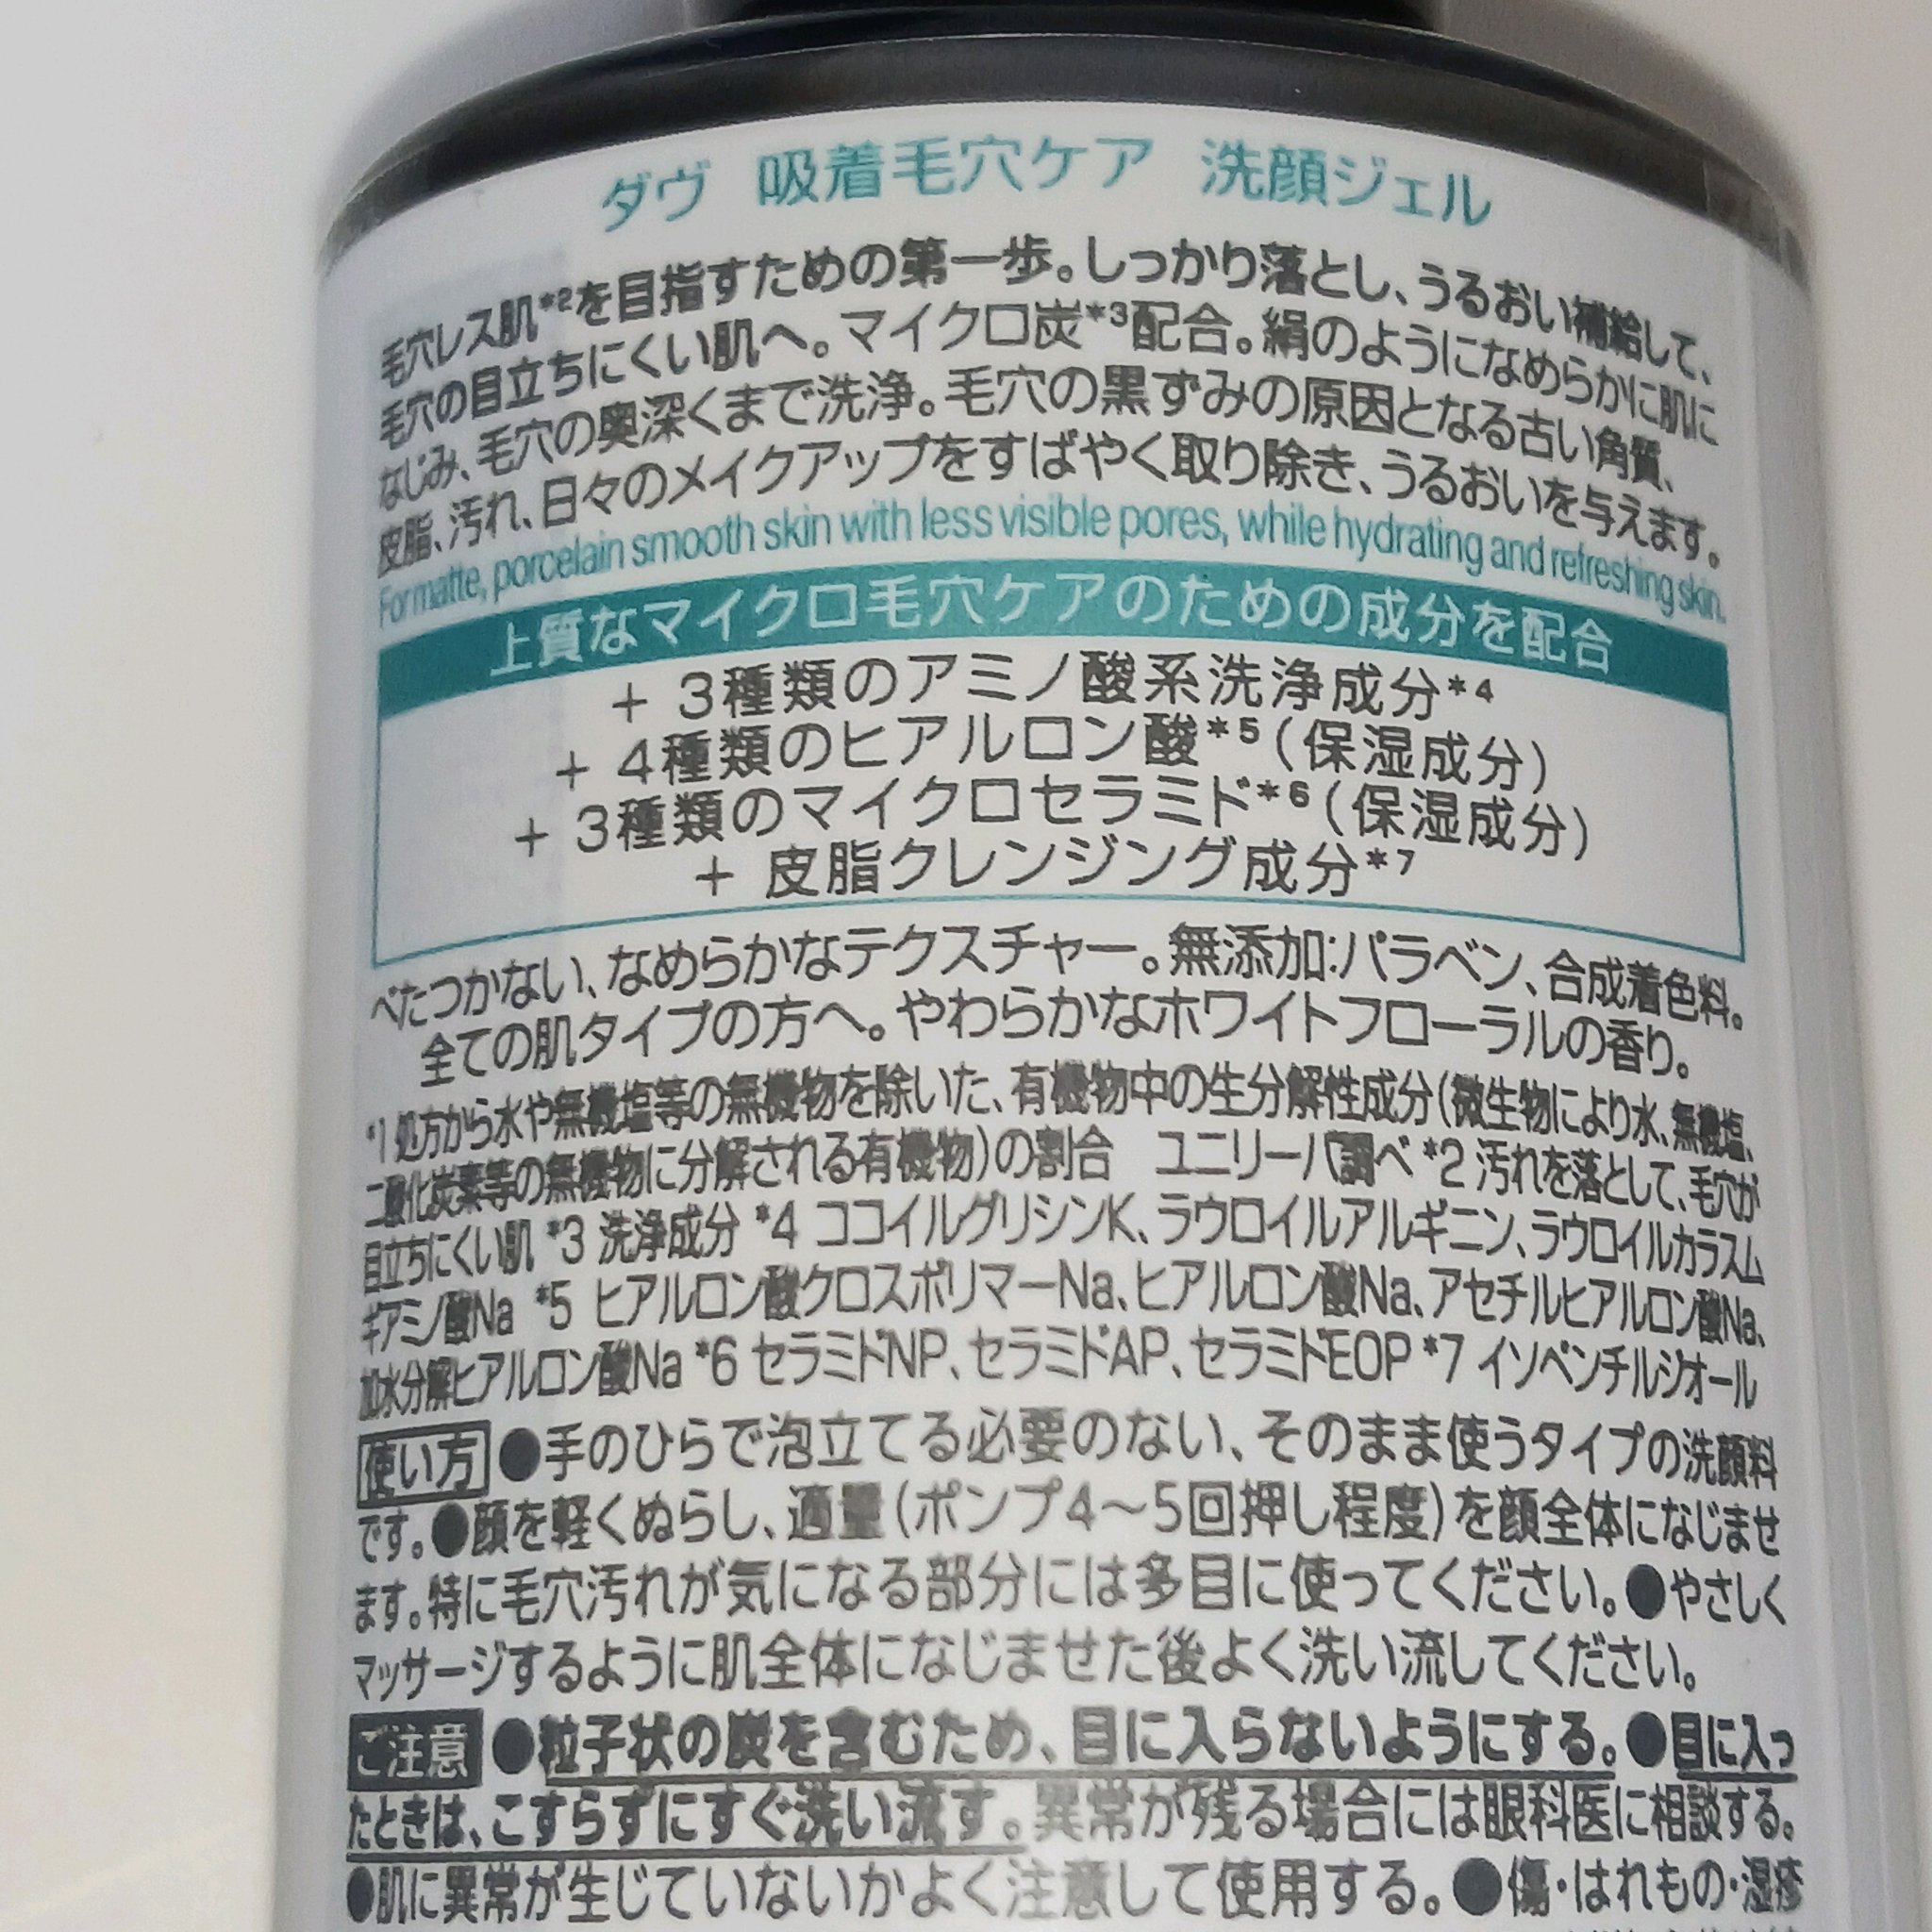 ダヴ 吸着毛穴ケア 洗顔ジェル
毛穴レス肌*2を目指すための第一歩。しっかり落とし、うるおい補給して、
毛穴の目立ちにくい肌へ。マイクロ炭*3配合。絹のようになめらかに肌に
なじみ、毛穴の奥深くまで洗浄。毛穴の黒ずみの原因となる古い角質、
皮脂、汚れ、日々のメイクアップをすばやく取り除き、うるおいを与えます。
For matte, porcelain smooth skin with less visible pores, while hydrating and refreshing skin.
上質なマイクロ毛穴ケアのための成分を配合
+ 3種類のアミノ酸系洗浄成分*4
+ 4種類のヒアルロン酸*5(保湿成分)
+ 3種類のマイクロセラミド*6(保湿成分)
+ 皮脂クレンジング成分*7
べたつかない、なめらかなテクスチャー。無添加:パラベン、合成着色料。
全ての肌タイプの方へ。やわらかなホワイトフローラルの香り。
*1 処方から水や無機塩等の無機物を除いた、有機物中の生分解性成分(微生物により水、無機塩、
二酸化炭素等の無機物に分解される有機物)の割合 ユニリーバ調べ *2 汚れを落として、毛穴が
目立ちにくい肌 *3 洗浄成分 *4 ココイルグリシンK、ラウロイルアルギニン、ラウロイルカラスム
ギアミノ酸Na *5 ヒアルロン酸クロスポリマーNa、ヒアルロン酸Na、アセチルヒアルロン酸Na、
加水分解ヒアルロン酸Na *6 セラミドNP、セラミドAP、セラミドEOP *7 イソペンチルジオール
使い方 ●手のひらで泡立てる必要のない、そのまま使うタイプの洗顔料
です。●顔を軽くぬらし、適量(ポンプ4〜5回押し程度)を顔全体になじませ
ます。特に毛穴汚れが気になる部分には多目に使ってください。●やさしく
マッサージするように肌全体になじませた後よく洗い流してください。
ご注意 ●粒子状の炭を含むため、目に入らないようにする。●目に入っ
たときは、こすらずにすぐ洗い流す。異常が残る場合には眼科医に相談する。
●肌に異常が生じていないかよく注意して使用する。●傷・はれもの・湿疹